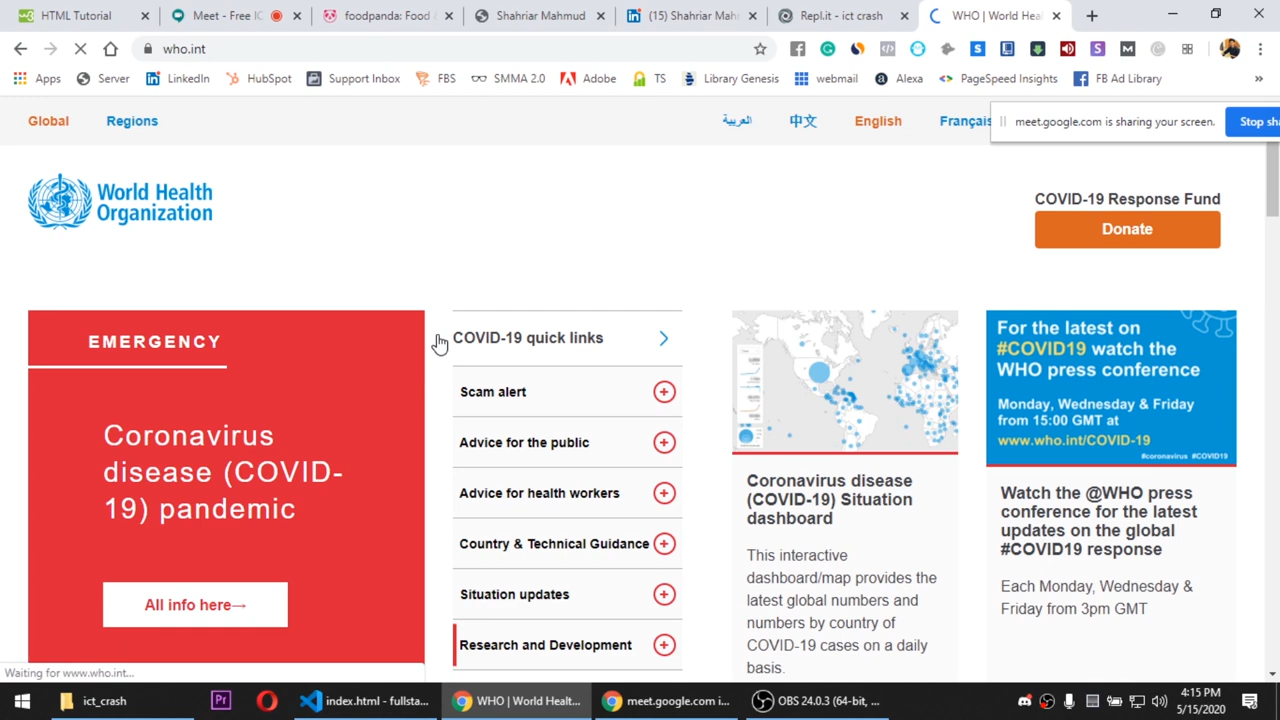 HTML Tutorial
Meet - Free IC
foodpanda: Food
Shahriar Mahmud
(15) Shahriar Mah
Repl.it - ict crash
WHO | World Hea
who.int
Apps
Server
LinkedIn
HubSpot
Support Inbox
FBS
SMMA 2.0
Adobe
TS
Library Genesis
webmail
Alexa
PageSpeed Insights
FB Ad Library
»
Global
Regions
العربية
中文
English
Français
meet.google.com is sharing your screen.
Stop sha
World Health
Organization
COVID-19 Response Fund
Donate
EMERGENCY
Coronavirus
disease (COVID-
19) pandemic
All info here→
COVID-19 quick links
Scam alert
Advice for the public
Advice for health workers
Country & Technical Guidance
Situation updates
Research and Development
Coronavirus disease
(COVID-19) Situation
dashboard
This interactive
dashboard/map provides the
latest global numbers and
numbers by country of
COVID-19 cases on a daily
basis.
For the latest on
#COVID19 watch the
WHO press conference
Monday, Wednesday & Friday
from 15:00 GMT at
www.who.int/COVID-19
#coronavirus #COVID19
Watch the @WHO press
conference for the latest
updates on the global
#COVID19 response
Each Monday, Wednesday &
Friday from 3pm GMT
Waiting for www.who.int...
ict_crash
index.html - fullsta...
WHO | World Healt...
meet.google.com i...
OBS 24.0.3 (64-bit, ...
4:15 PM
5/15/2020